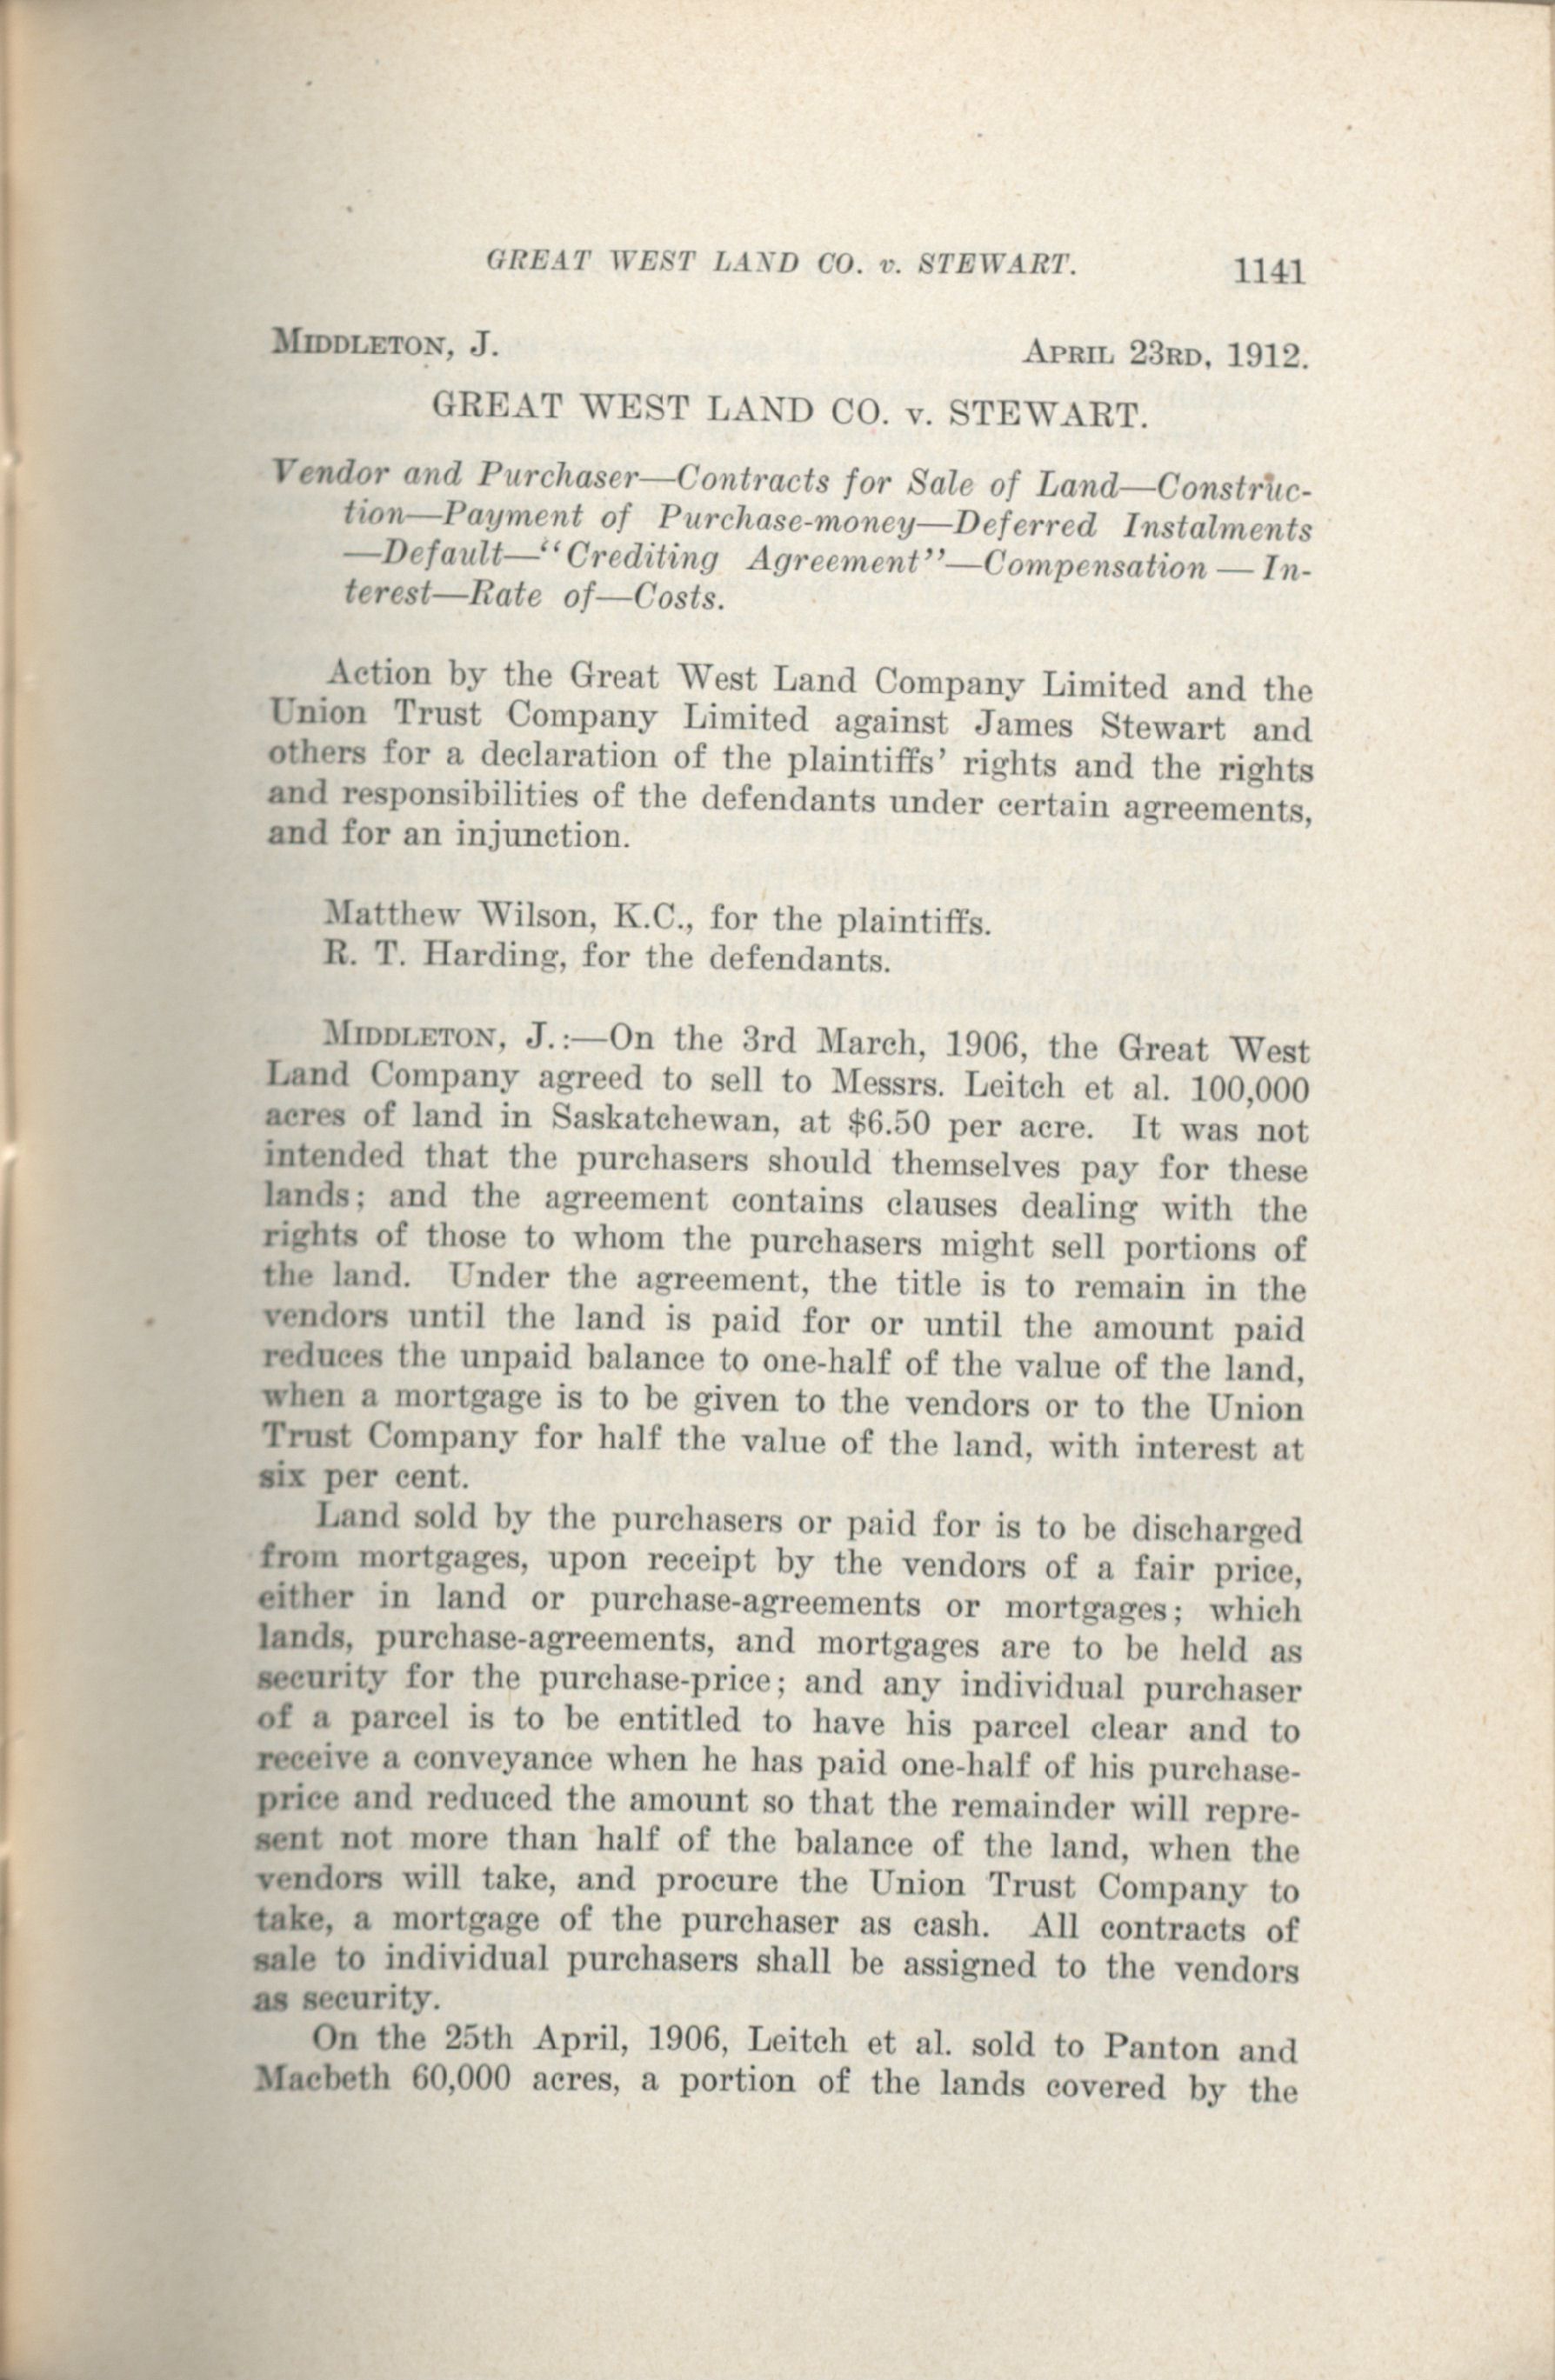 GREAT WEST LAND CO. v. STEWART. 1141
MIDDLETON, J. APRIL 23RD, 1912.
GREAT WEST LAND CO. v. STEWART.
Vendor and Purchaser—Contracts for Sale of Land—Construc-
tion—Payment of Purchase-money—Deferred Instalments
—Default—“Crediting Agreement”—Compensation — In-
terest—Rate of—Costs.
Action by the Great West Land Company Limited and the
Union Trust Company Limited against James Stewart and
others for a declaration of the plaintiffs’ rights and the rights
and responsibilities of the defendants under certain agreements,
and for an injunction.
Matthew Wilson, K.C., for the plaintiffs.
R. T. Harding, for the defendants.
MIDDLETON, J.:—On the 3rd March, 1906, the Great West
Land Company agreed to sell to Messrs. Leitch et al. 100,000
acres of land in Saskatchewan, at $6.50 per acre. It was not
intended that the purchasers should themselves pay for these
lands; and the agreement contains clauses dealing with the
rights of those to whom the purchasers might sell portions of
the land. Under the agreement, the title is to remain in the
vendors until the land is paid for or until the amount paid
reduces the unpaid balance to one-half of the value of the land,
when a mortgage is to be given to the vendors or to the Union
Trust Company for half the value of the land, with interest at
six per cent.
Land sold by the purchasers or paid for is to be discharged
from mortgages, upon receipt by the vendors of a fair price,
either in land or purchase-agreements or mortgages; which
lands, purchase-agreements, and mortgages are to be held as
security for the purchase-price; and any individual purchaser
of a parcel is to be entitled to have his parcel clear and to
receive a conveyance when he has paid one-half of his purchase-
price and reduced the amount so that the remainder will repre-
sent not more than half of the balance of the land, when the
vendors will take, and procure the Union Trust Company to
take, a mortgage of the purchaser as cash. All contracts of
sale to individual purchasers shall be assigned to the vendors
as security.
On the 25th April, 1906, Leitch et al. sold to Panton and
Macbeth 60,000 acres, a portion of the lands covered by the